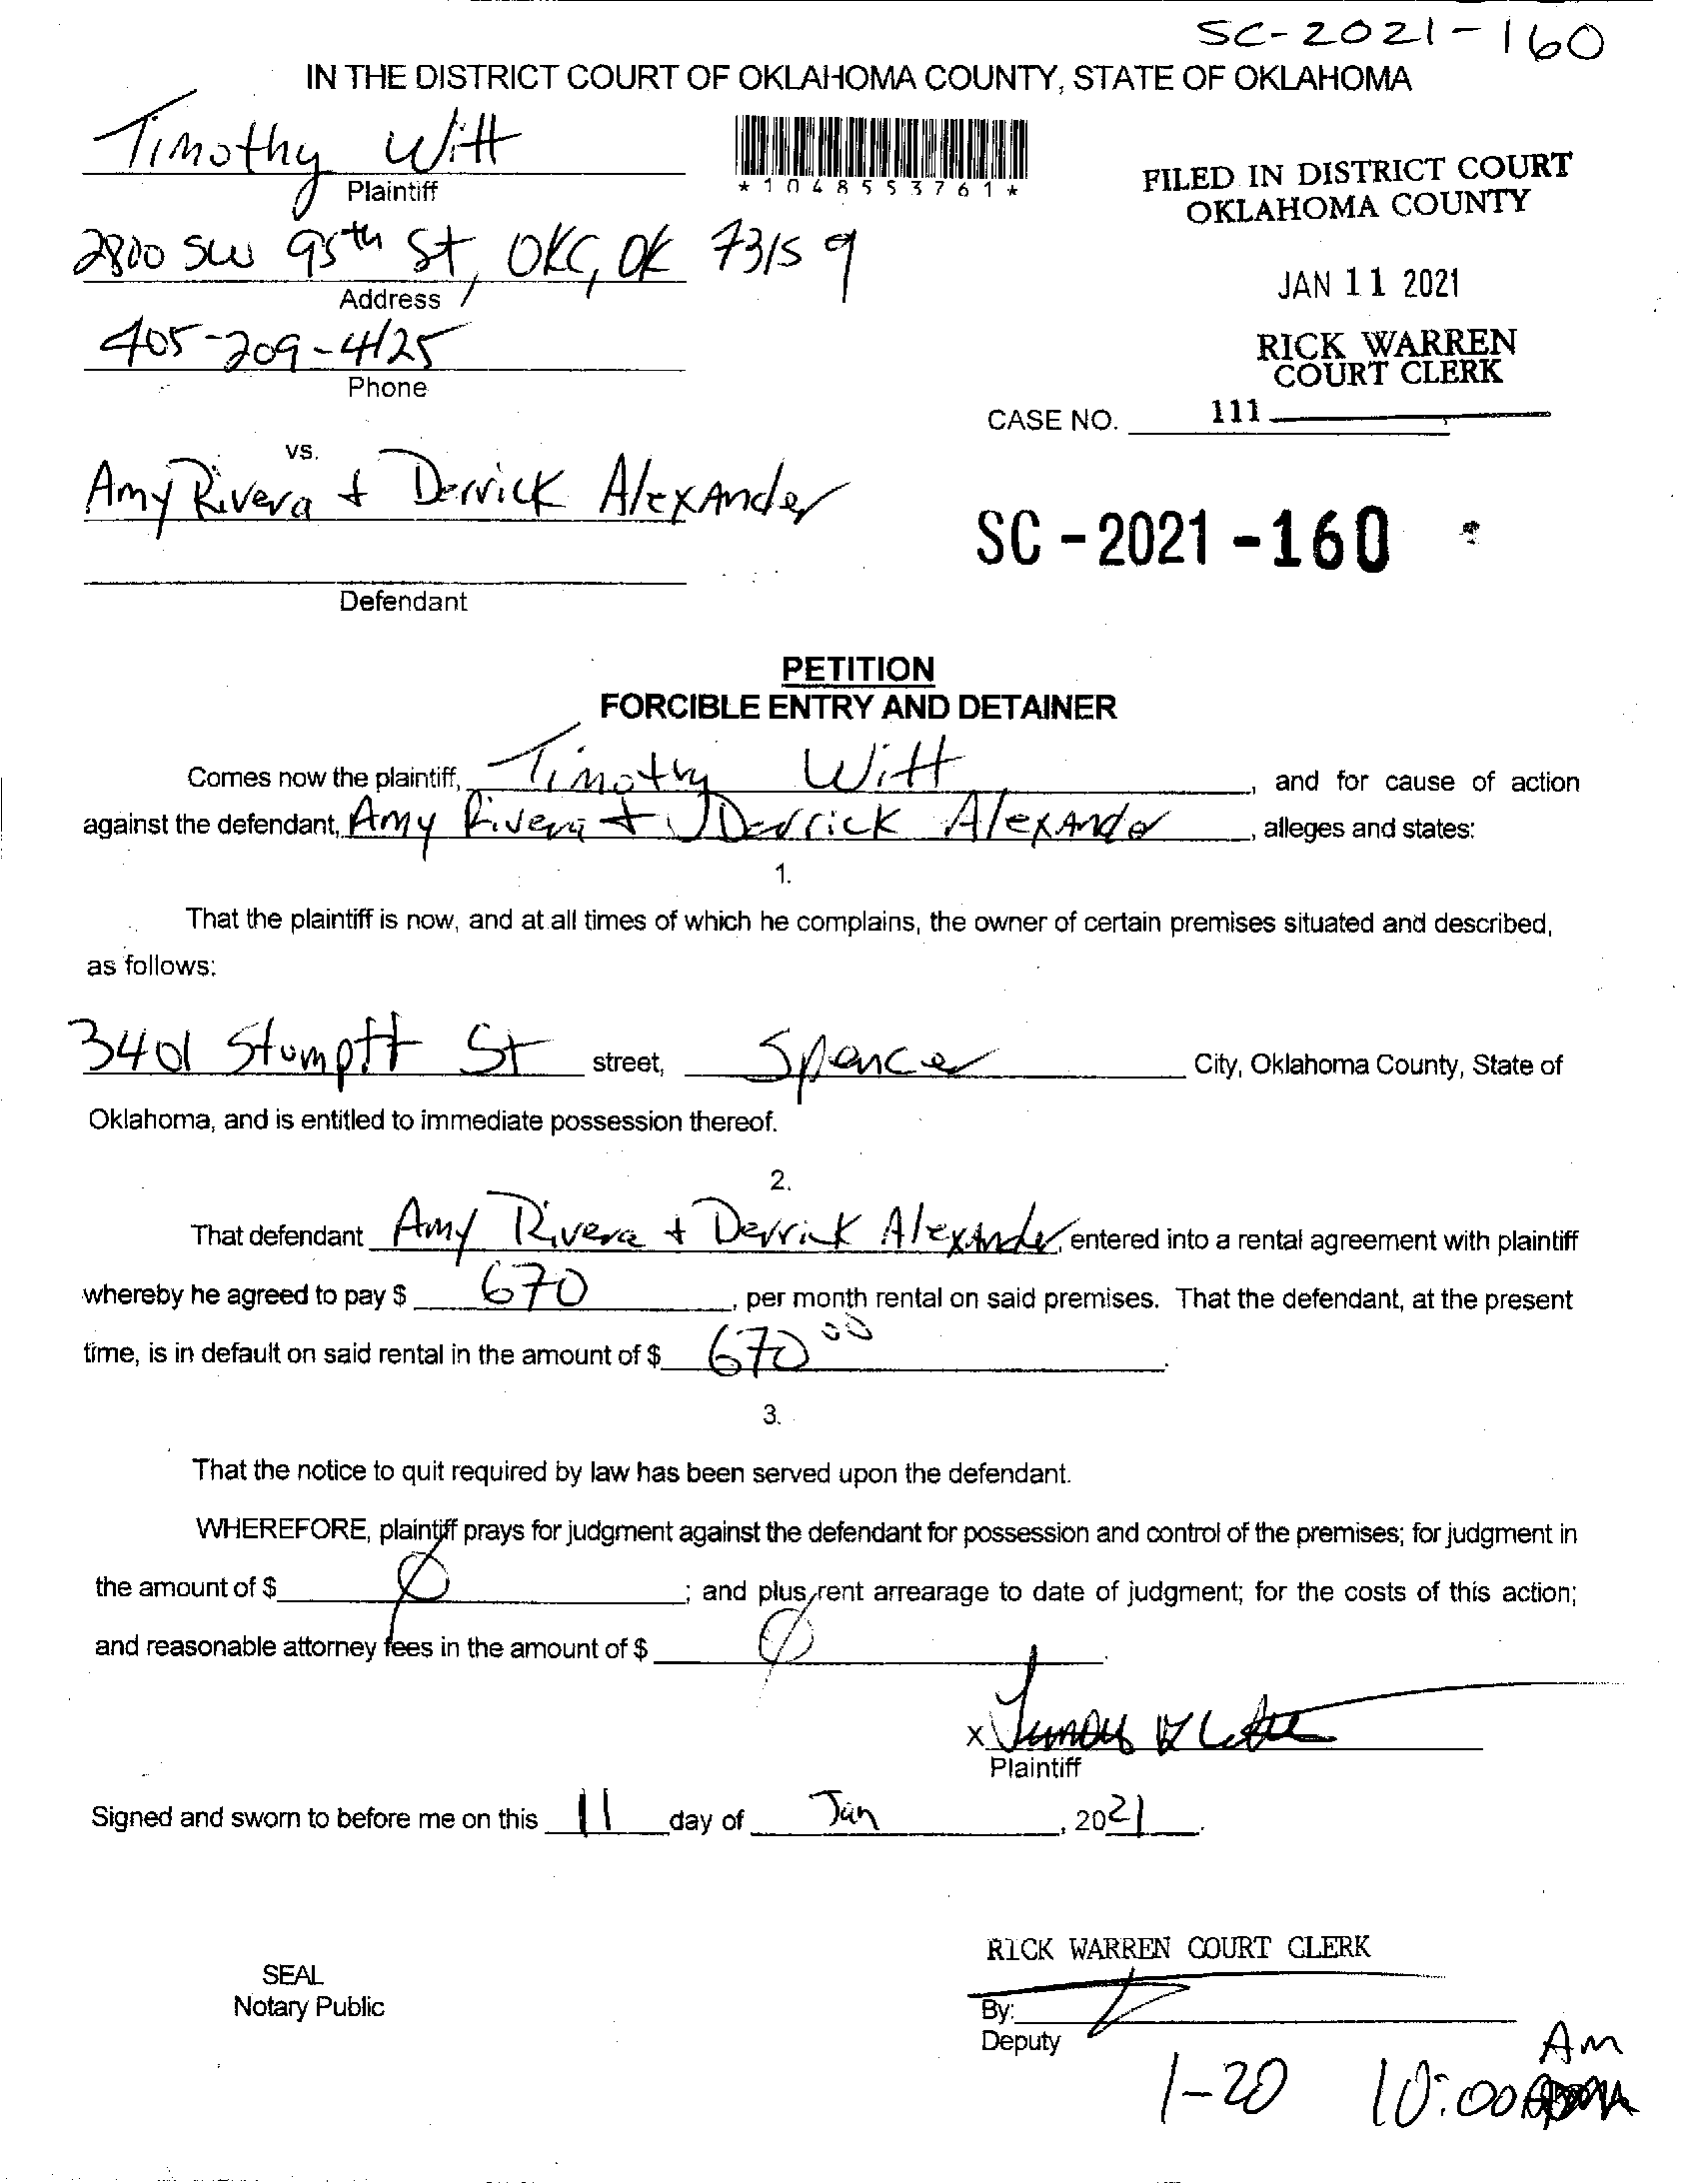 SC-2021-160
IN THE DISTRICT COURT OF OKLAHOMA COUNTY, STATE OF OKLAHOMA
Timothy Witt
Plaintiff
*1048553761*
FILED IN DISTRICT COURT
OKLAHOMA COUNTY
2800 SW 95th St, OKC, OK 73159
Address
JAN 11 2021
405-209-4125
Phone
RICK WARREN
COURT CLERK
CASE NO. 111
vs.
Amy Rivera + Derrick Alexander
SC-2021-160
Defendant
PETITION
FORCIBLE ENTRY AND DETAINER
Comes now the plaintiff, Timothy Witt, and for cause of action
against the defendant, Amy Rivera + Derrick Alexander, alleges and states:
1.
That the plaintiff is now, and at all times of which he complains, the owner of certain premises situated and described,
as follows:
3401 Stumptt St street, Spencer City, Oklahoma County, State of
Oklahoma, and is entitled to immediate possession thereof.
2.
That defendant Amy Rivera + Derrick Alexander, entered into a rental agreement with plaintiff
whereby he agreed to pay $ 670, per month rental on said premises. That the defendant, at the present
time, is in default on said rental in the amount of $ 670 00.
3.
That the notice to quit required by law has been served upon the defendant.
WHEREFORE, plaintiff prays for judgment against the defendant for possession and control of the premises; for judgment in
the amount of $ Ø; and plus rent arrearage to date of judgment; for the costs of this action;
and reasonable attorney fees in the amount of $ Ø.
X
Plaintiff
Signed and sworn to before me on this 11 day of Jan, 2021.
RICK WARREN COURT CLERK
SEAL
Notary Public
By:
Deputy
1-20 10:00 AM